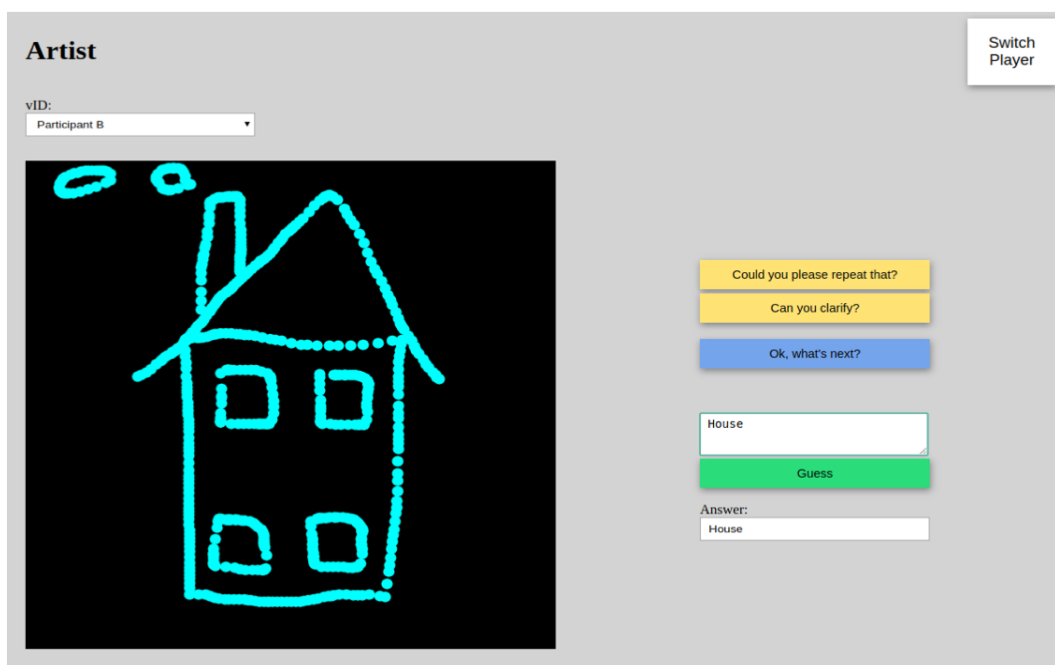 Artist
Switch
Player
vID:
Participant B
Could you please repeat that?
Can you clarify?
Ok, what's next?
House
Guess
Answer:
House